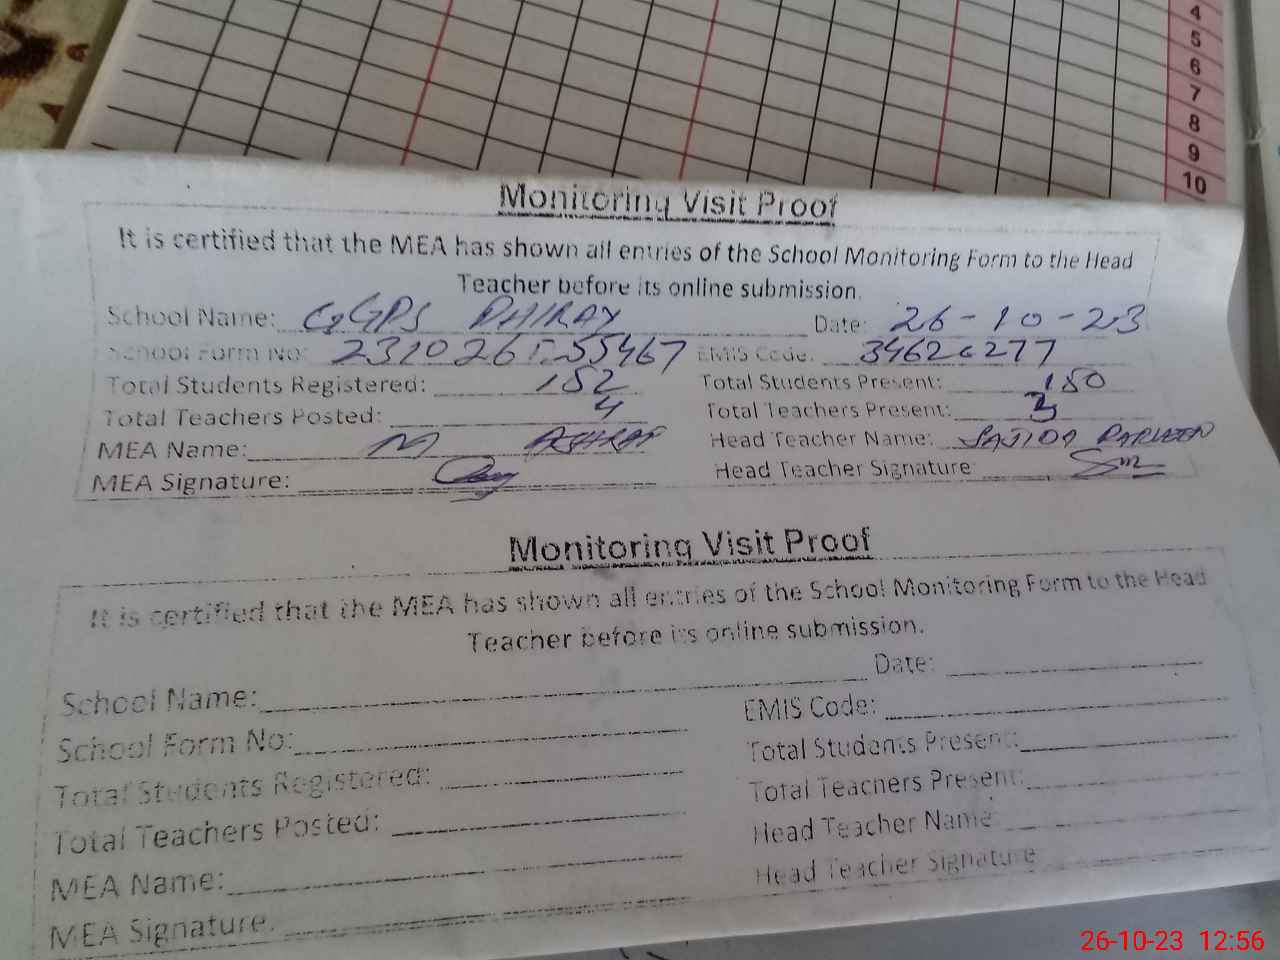 4
5
6
7
8
9
10
Monitoring Visit Proof
It is certified that the MEA has shown all entries of the School Monitoring Form to the Head
Teacher before its online submission.
School Name: GGPS Date: 26-10-23
School Form No: EMIS Code:
Total Students Registered: 152 Total Students Present: 150
Total Teachers Posted: 4 Total Teachers Present: 3
MEA Name: M ASHRAF Head Teacher Name: SAJIDA PARVEEN
MEA Signature: Head Teacher Signature
Monitoring Visit Proof
It is certified that the MEA has shown all entries of the School Monitoring Form to the Head
Teacher before its online submission.
School Name: Date:
School Form No: EMIS Code:
Total Students Registered: Total Students Present:
Total Teachers Posted: Total Teachers Present:
MEA Name: Head Teacher Name
MEA Signature. Head Teacher Signature
26-10-23 12:56